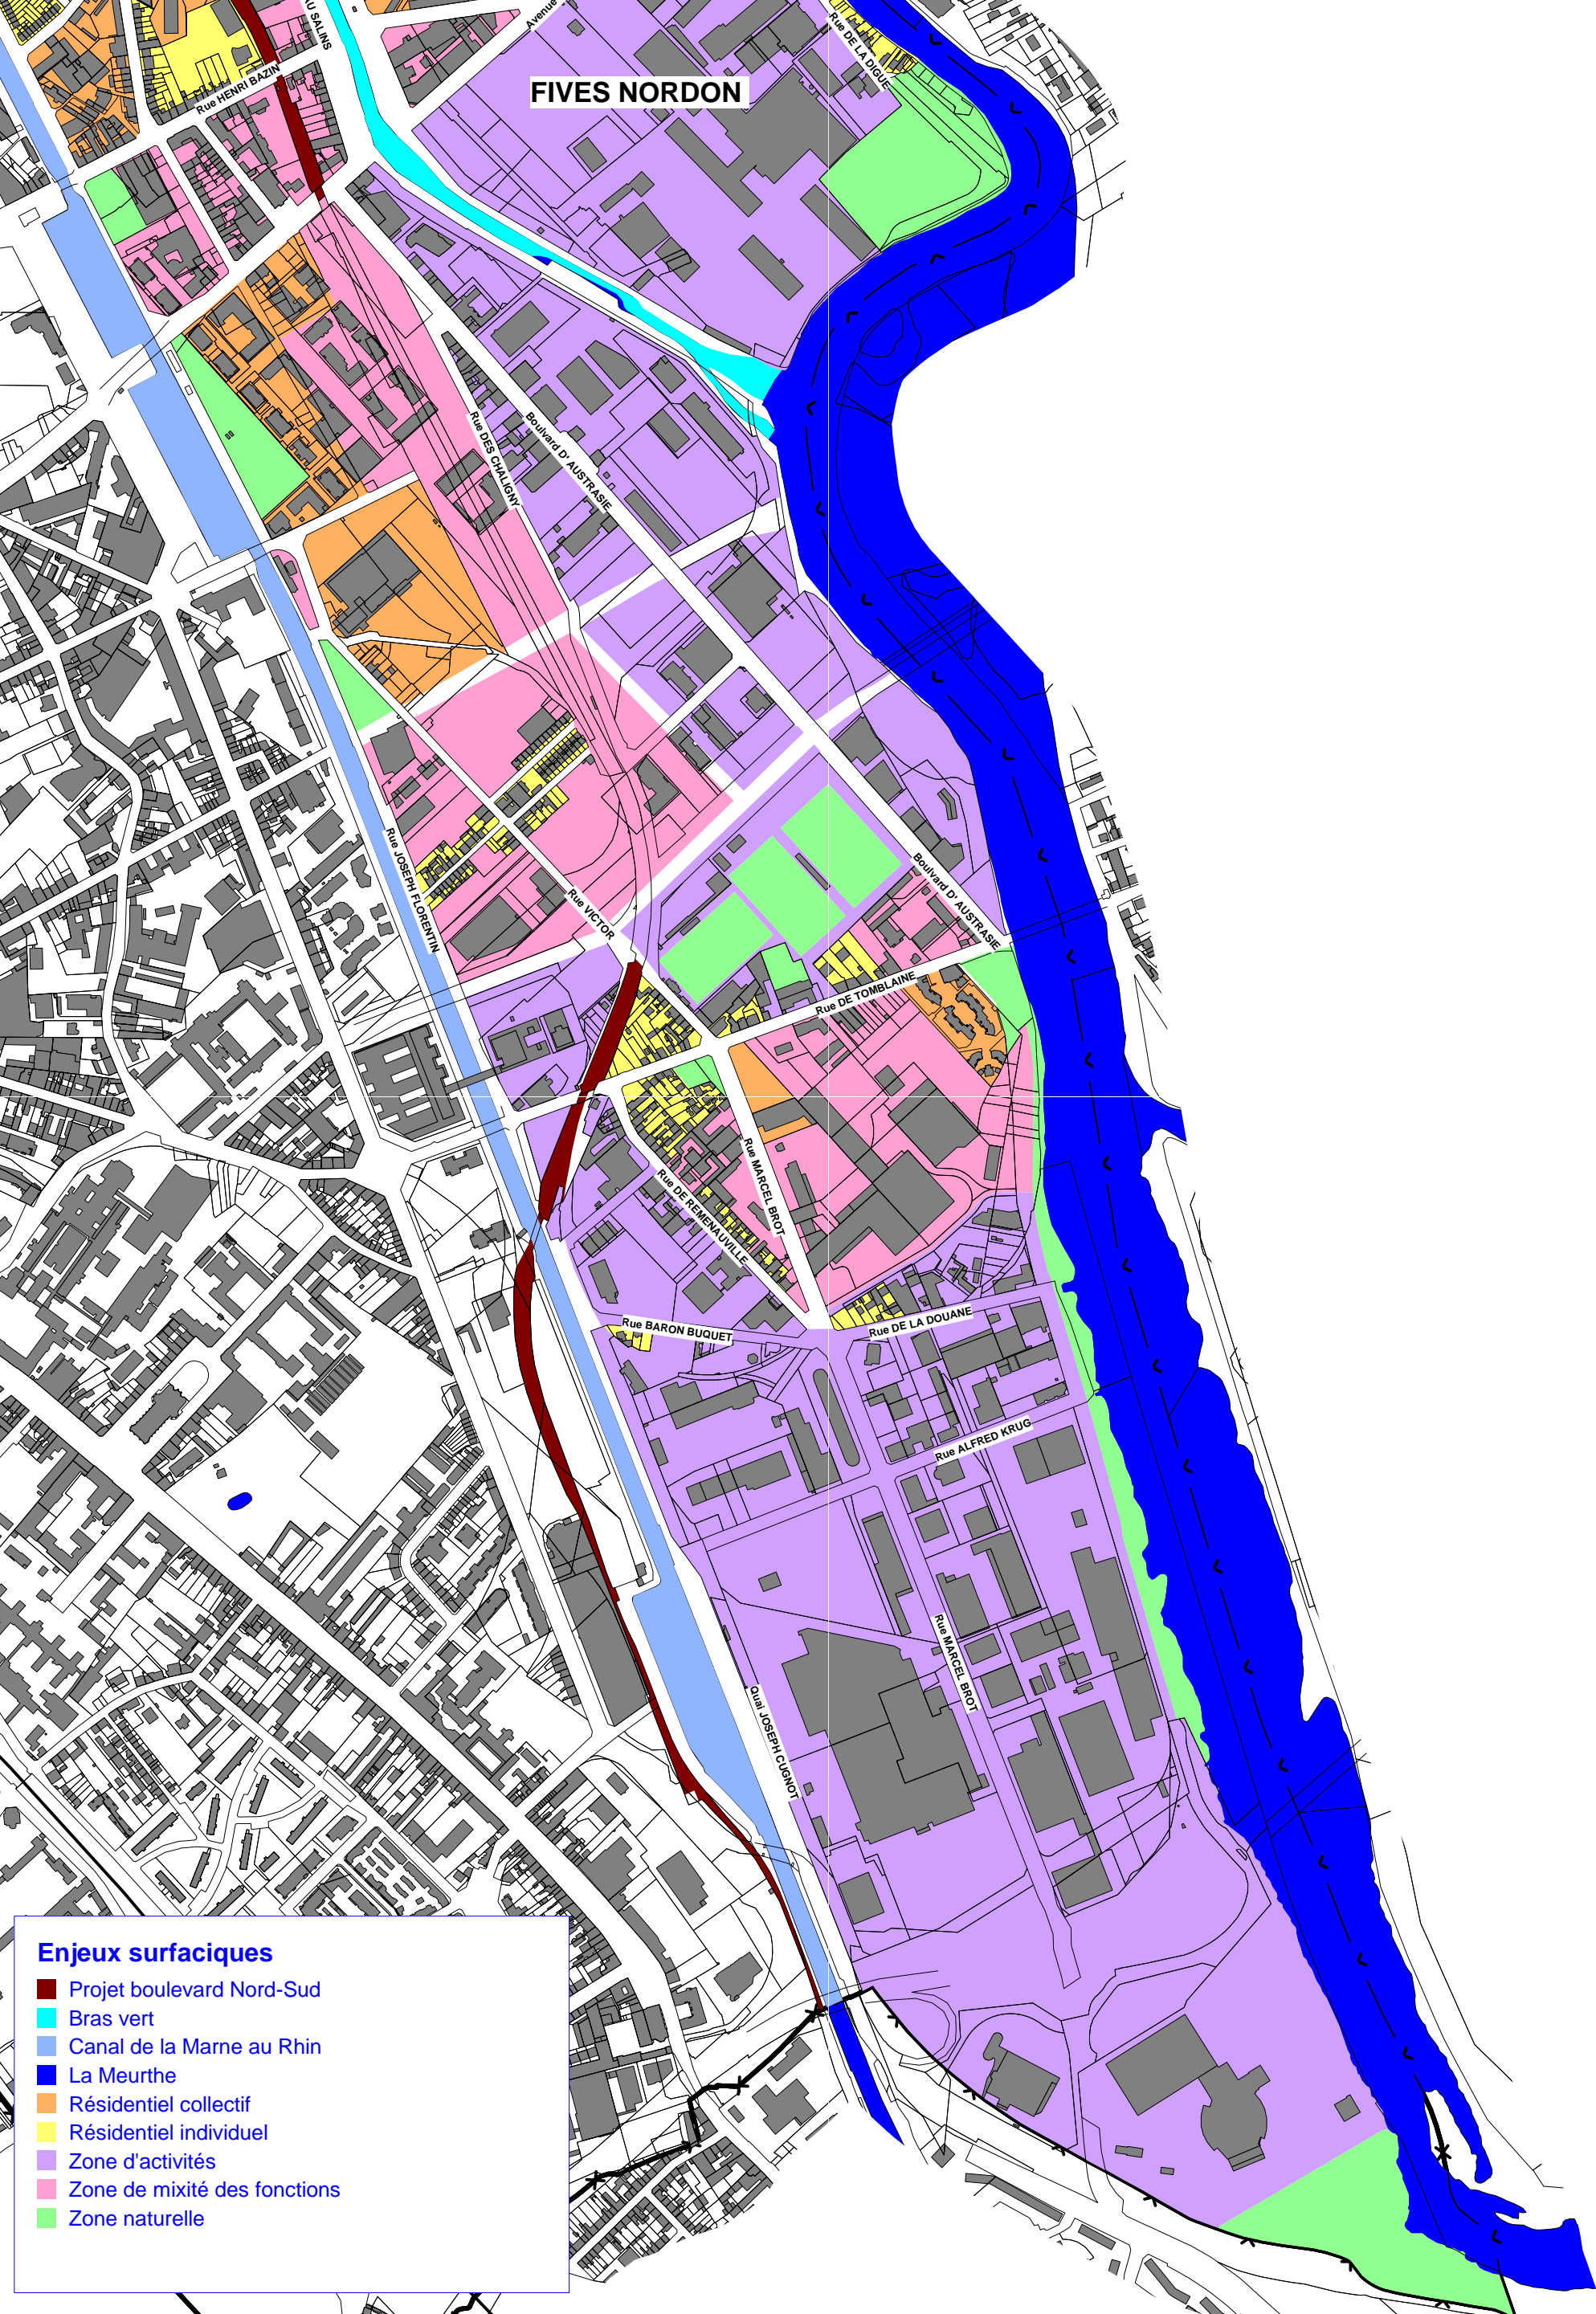 AU SALINS
Avenue
Rue DE LA DIGUE
Rue HENRI BAZIN
FIVES NORDON
Rue DES CHALIGNY
Boulvard D' AUSTRASIE
Rue JOSEPH FLORENTIN
Rue VICTOR
Boulvard D' AUSTRASIE
Rue DE TOMBLAINE
Rue MARCEL BROT
Rue DE REMENAUVILLE
Rue BARON BUQUET
Rue DE LA DOUANE
Rue ALFRED KRUG
Rue MARCEL BROT
Quai JOSEPH CUGNOT
Enjeux surfaciques
Projet boulevard Nord-Sud
Bras vert
Canal de la Marne au Rhin
La Meurthe
Résidentiel collectif
Résidentiel individuel
Zone d'activités
Zone de mixité des fonctions
Zone naturelle